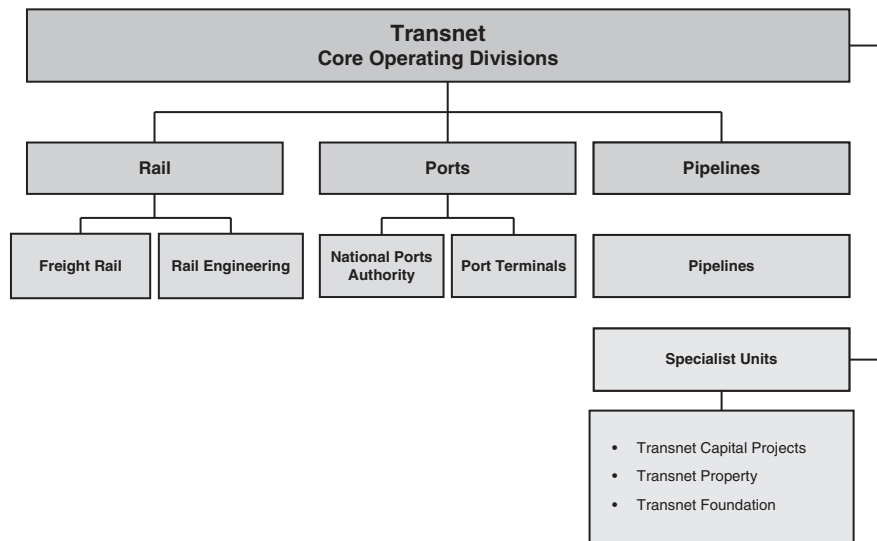 Transnet
Core Operating Divisions
Rail
Ports
Pipelines
Freight Rail
Rail Engineering
National Ports
Authority
Port Terminals
Pipelines
Specialist Units
• Transnet Capital Projects
• Transnet Property
• Transnet Foundation